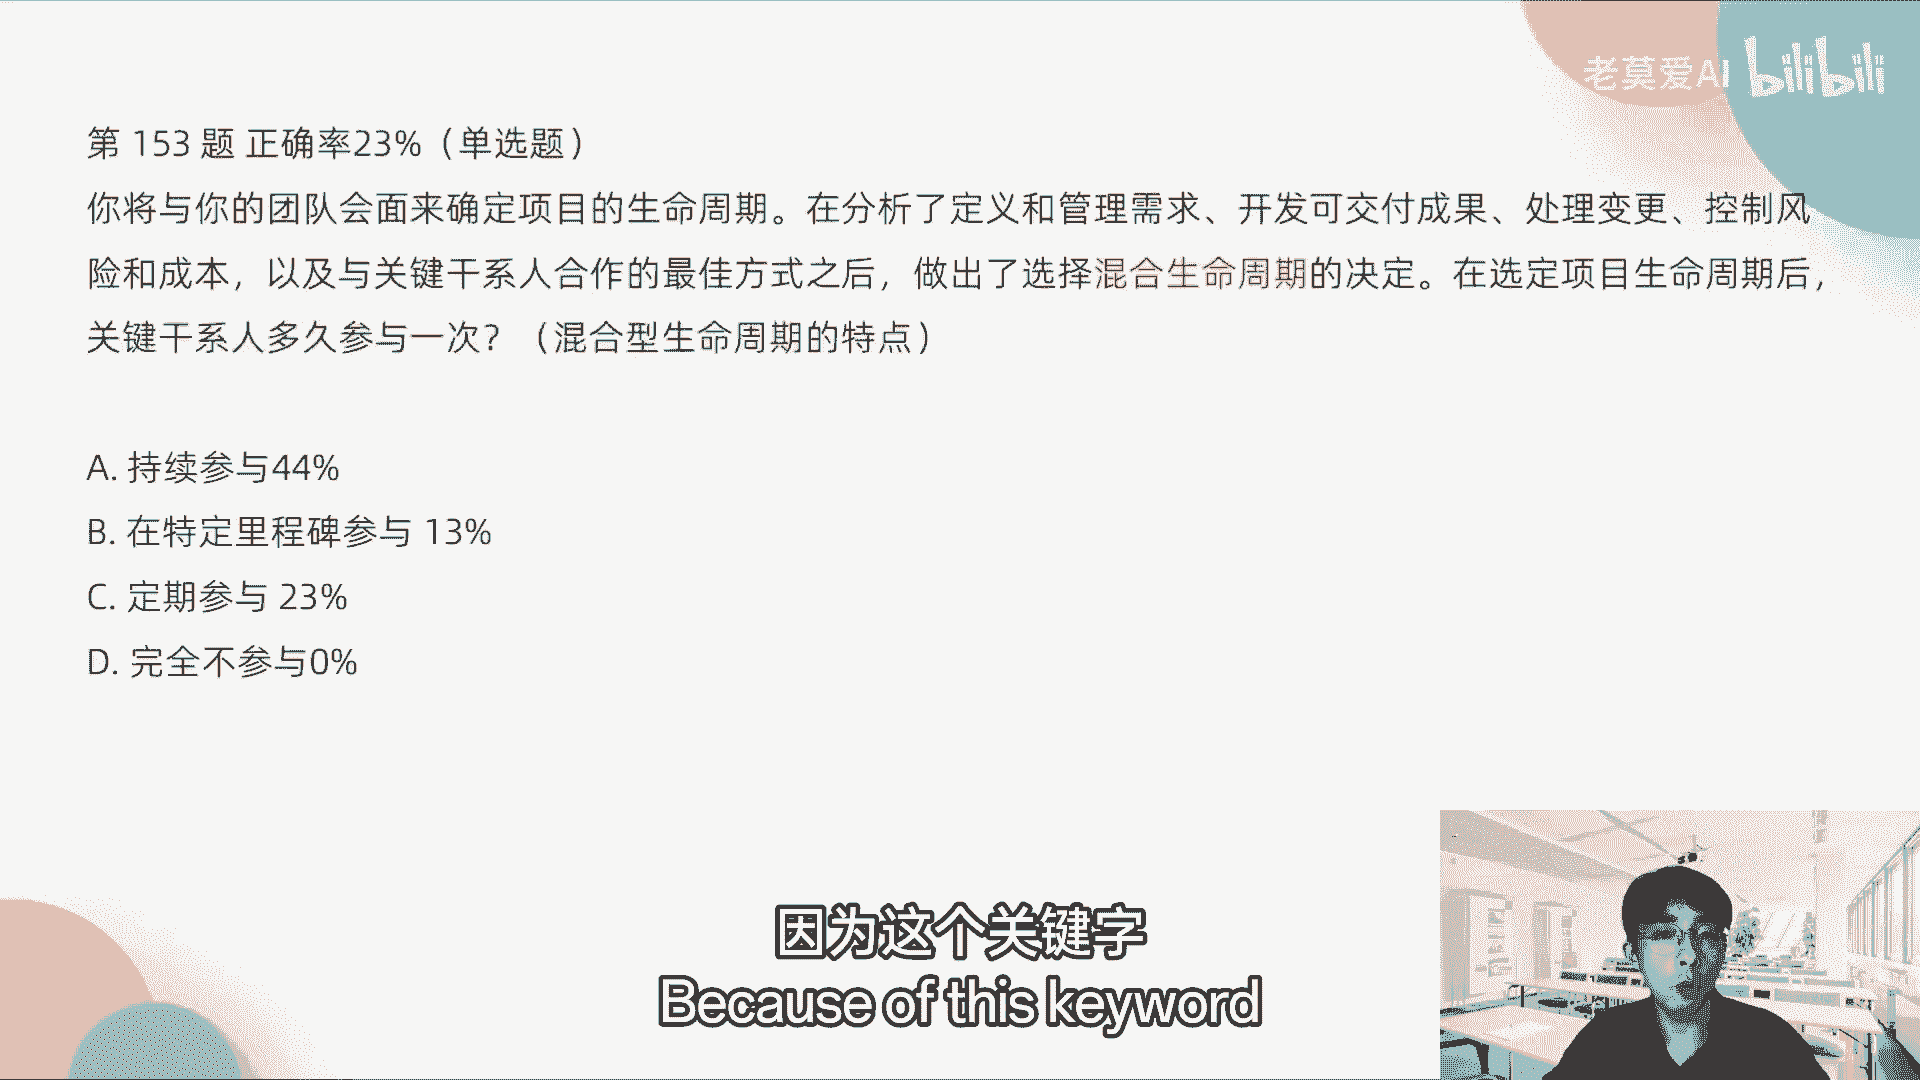 老莫爱AI bilibili
第 153 题 正确率23%（单选题）
你将与你的团队会面来确定项目的生命周期。在分析了定义和管理需求、开发可交付成果、处理变更、控制风
险和成本，以及与关键干系人合作的最佳方式之后，做出了选择混合生命周期的决定。在选定项目生命周期后，
关键干系人多久参与一次？（混合型生命周期的特点）
A. 持续参与44%
B. 在特定里程碑参与 13%
C. 定期参与 23%
D. 完全不参与0%
因为这个关键字
Because of this keyword